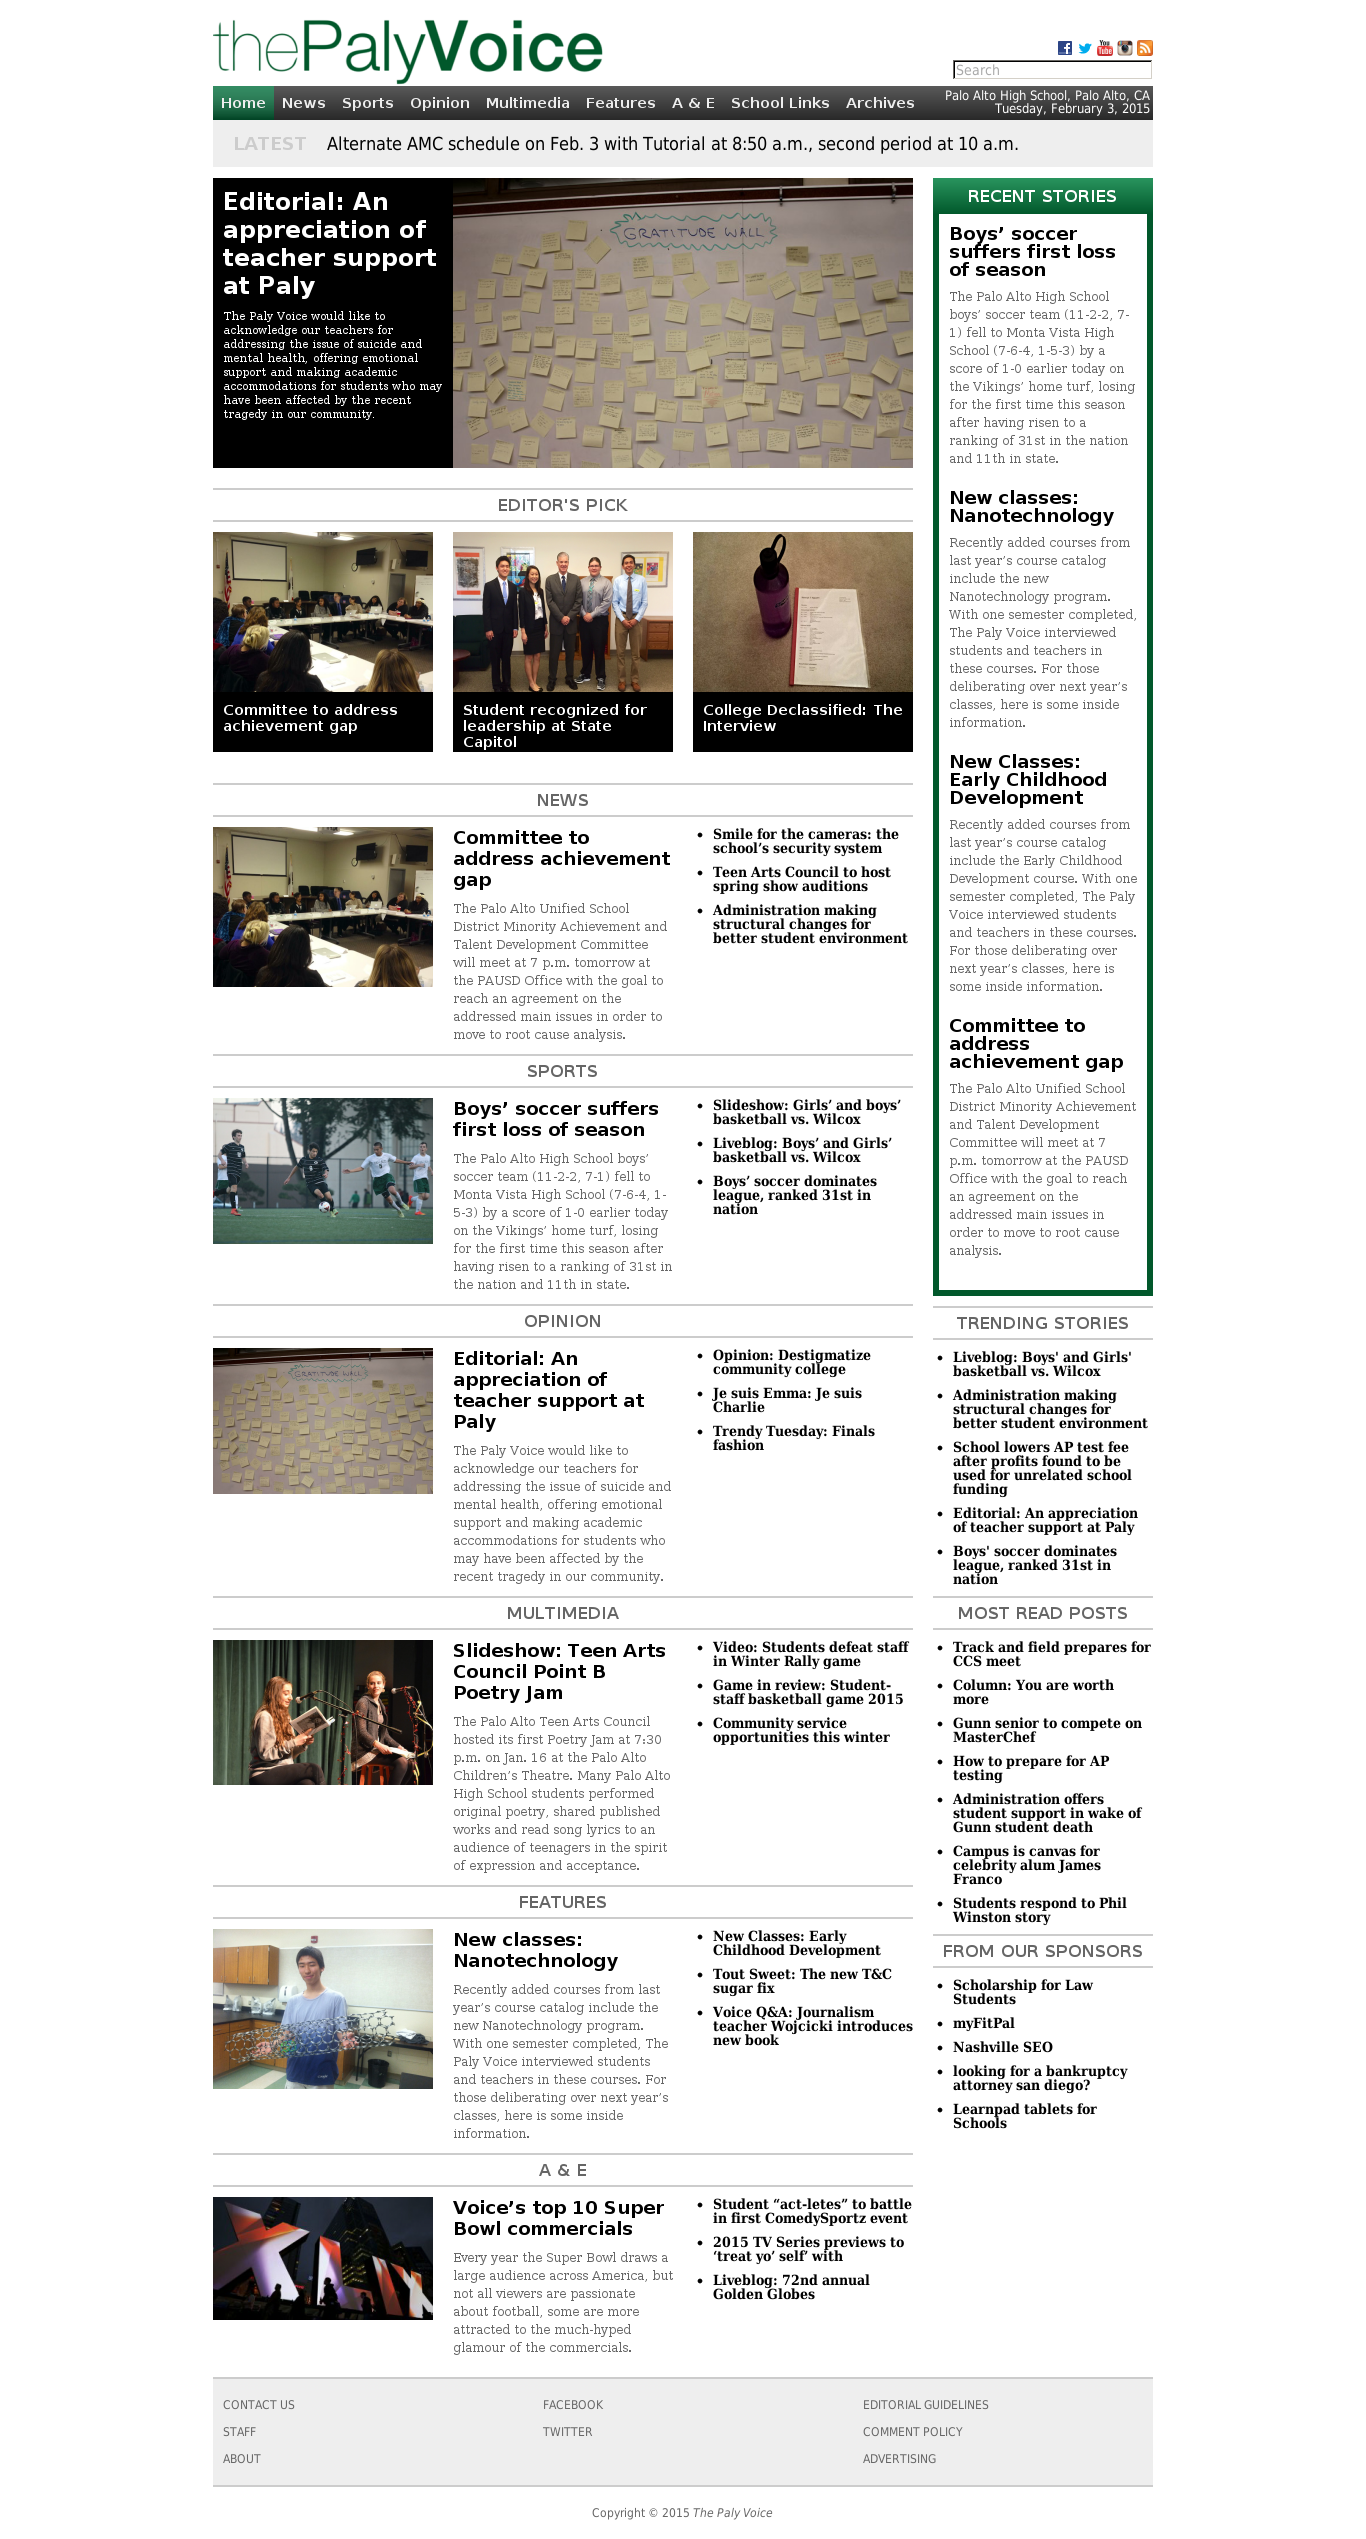 thePalyVoice
Search
Home News Sports Opinion Multimedia Features A & E School Links Archives
Palo Alto High School, Palo Alto, CA
Tuesday, February 3, 2015
LATEST Alternate AMC schedule on Feb. 3 with Tutorial at 8:50 a.m., second period at 10 a.m.
Editorial: An
appreciation of
teacher support
at Paly
The Paly Voice would like to
acknowledge our teachers for
addressing the issue of suicide and
mental health, offering emotional
support and making academic
accommodations for students who may
have been affected by the recent
tragedy in our community.
GRATITUDE WALL
EDITOR'S PICK
Committee to address
achievement gap
Student recognized for
leadership at State
Capitol
College Declassified: The
Interview
NEWS
Committee to
address achievement
gap
The Palo Alto Unified School
District Minority Achievement and
Talent Development Committee
will meet at 7 p.m. tomorrow at
the PAUSD Office with the goal to
reach an agreement on the
addressed main issues in order to
move to root cause analysis.
• Smile for the cameras: the
school’s security system
• Teen Arts Council to host
spring show auditions
• Administration making
structural changes for
better student environment
SPORTS
Boys’ soccer suffers
first loss of season
The Palo Alto High School boys’
soccer team (11-2-2, 7-1) fell to
Monta Vista High School (7-6-4, 1-
5-3) by a score of 1-0 earlier today
on the Vikings’ home turf, losing
for the first time this season after
having risen to a ranking of 31st in
the nation and 11th in state.
• Slideshow: Girls’ and boys’
basketball vs. Wilcox
• Liveblog: Boys’ and Girls’
basketball vs. Wilcox
• Boys’ soccer dominates
league, ranked 31st in
nation
OPINION
GRATITUDE WALL
Editorial: An
appreciation of
teacher support at
Paly
The Paly Voice would like to
acknowledge our teachers for
addressing the issue of suicide and
mental health, offering emotional
support and making academic
accommodations for students who
may have been affected by the
recent tragedy in our community.
• Opinion: Destigmatize
community college
• Je suis Emma: Je suis
Charlie
• Trendy Tuesday: Finals
fashion
MULTIMEDIA
Slideshow: Teen Arts
Council Point B
Poetry Jam
The Palo Alto Teen Arts Council
hosted its first Poetry Jam at 7:30
p.m. on Jan. 16 at the Palo Alto
Children’s Theatre. Many Palo Alto
High School students performed
original poetry, shared published
works and read song lyrics to an
audience of teenagers in the spirit
of expression and acceptance.
• Video: Students defeat staff
in Winter Rally game
• Game in review: Student-
staff basketball game 2015
• Community service
opportunities this winter
FEATURES
New classes:
Nanotechnology
Recently added courses from last
year’s course catalog include the
new Nanotechnology program.
With one semester completed, The
Paly Voice interviewed students
and teachers in these courses. For
those deliberating over next year’s
classes, here is some inside
information.
• New Classes: Early
Childhood Development
• Tout Sweet: The new T&C
sugar fix
• Voice Q&A: Journalism
teacher Wojcicki introduces
new book
A & E
Voice’s top 10 Super
Bowl commercials
Every year the Super Bowl draws a
large audience across America, but
not all viewers are passionate
about football, some are more
attracted to the much-hyped
glamour of the commercials.
• Student “act-letes” to battle
in first ComedySportz event
• 2015 TV Series previews to
‘treat yo’ self’ with
• Liveblog: 72nd annual
Golden Globes
RECENT STORIES
Boys’ soccer
suffers first loss
of season
The Palo Alto High School
boys’ soccer team (11-2-2, 7-
1) fell to Monta Vista High
School (7-6-4, 1-5-3) by a
score of 1-0 earlier today on
the Vikings’ home turf, losing
for the first time this season
after having risen to a
ranking of 31st in the nation
and 11th in state.
New classes:
Nanotechnology
Recently added courses from
last year’s course catalog
include the new
Nanotechnology program.
With one semester completed,
The Paly Voice interviewed
students and teachers in
these courses. For those
deliberating over next year’s
classes, here is some inside
information.
New Classes:
Early Childhood
Development
Recently added courses from
last year’s course catalog
include the Early Childhood
Development course. With one
semester completed, The Paly
Voice interviewed students
and teachers in these courses.
For those deliberating over
next year’s classes, here is
some inside information.
Committee to
address
achievement gap
The Palo Alto Unified School
District Minority Achievement
and Talent Development
Committee will meet at 7
p.m. tomorrow at the PAUSD
Office with the goal to reach
an agreement on the
addressed main issues in
order to move to root cause
analysis.
TRENDING STORIES
• Liveblog: Boys' and Girls'
basketball vs. Wilcox
• Administration making
structural changes for
better student environment
• School lowers AP test fee
after profits found to be
used for unrelated school
funding
• Editorial: An appreciation
of teacher support at Paly
• Boys' soccer dominates
league, ranked 31st in
nation
MOST READ POSTS
• Track and field prepares for
CCS meet
• Column: You are worth
more
• Gunn senior to compete on
MasterChef
• How to prepare for AP
testing
• Administration offers
student support in wake of
Gunn student death
• Campus is canvas for
celebrity alum James
Franco
• Students respond to Phil
Winston story
FROM OUR SPONSORS
• Scholarship for Law
Students
• myFitPal
• Nashville SEO
• looking for a bankruptcy
attorney san diego?
• Learnpad tablets for
Schools
CONTACT US
STAFF
ABOUT
FACEBOOK
TWITTER
EDITORIAL GUIDELINES
COMMENT POLICY
ADVERTISING
Copyright © 2015 The Paly Voice